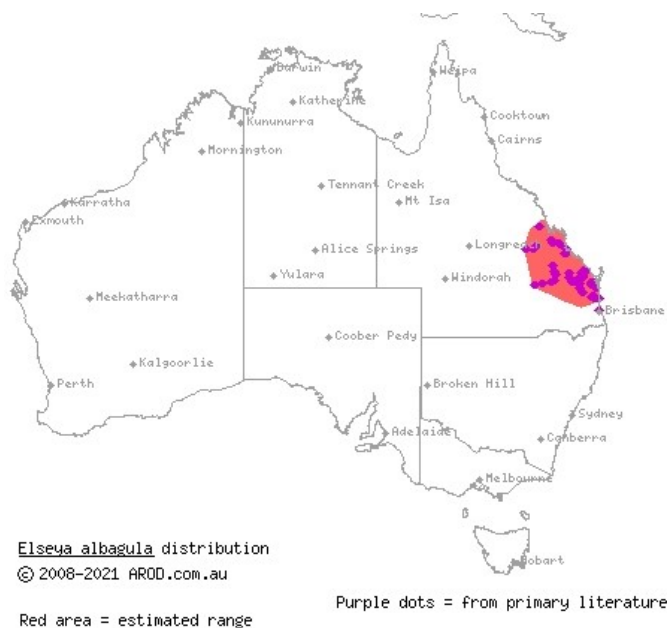 Darwin
Weipa
Katherine
Cooktown
Kununurra
Cairns
Mornington
Tennant Creek
Mt Isa
Karratha
Exmouth
Longreach
Alice Springs
Yulara
Windorah
Meekatharra
Brisbane
Coober Pedy
Kalgoorlie
Perth
Broken Hill
Sydney
Adelaide
Canberra
Melbourne
Hobart
Elseya albagula distribution
© 2008-2021 AROD.com.au
Purple dots = from primary literature
Red area = estimated range